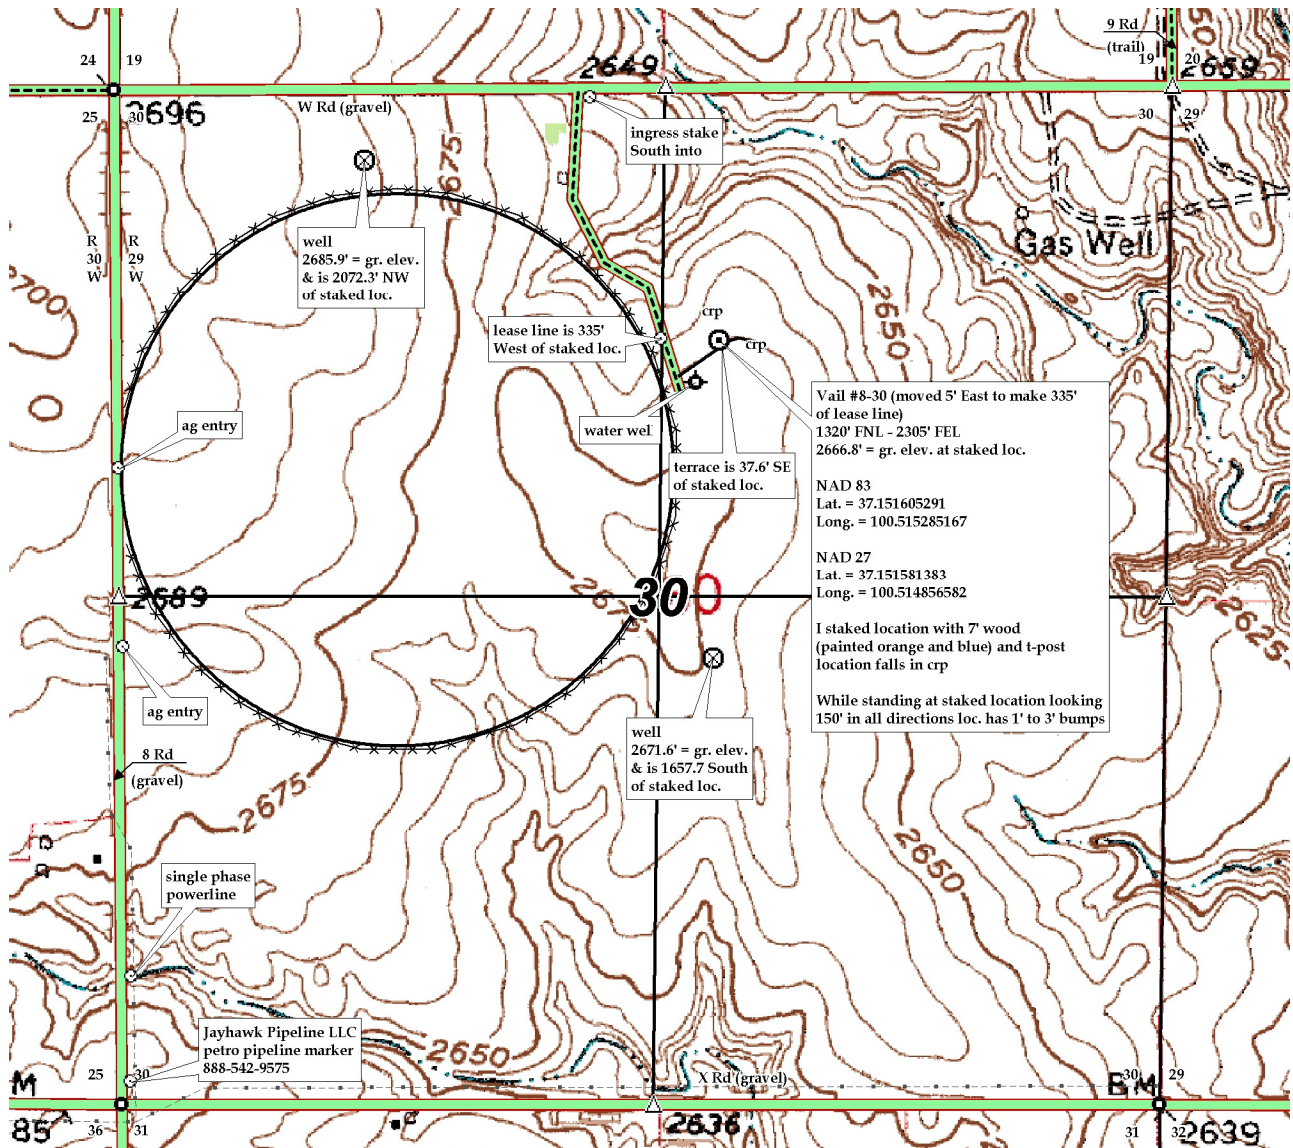 9 Rd
(trail)
24
19
2649
19
20
2659
W Rd (gravel)
25
30
2696
30
29
ingress stake
South into
2675
R
30
W
R
29
W
well
2685.9' = gr. elev.
& is 2072.3' NW
of staked loc.
Gas Well
2700
2650
crp
crp
lease line is 335'
West of staked loc.
Vail #8-30 (moved 5' East to make 335'
of lease line)
1320' FNL - 2305' FEL
2666.8' = gr. elev. at staked loc.
NAD 83
Lat. = 37.151605291
Long. = 100.515285167
NAD 27
Lat. = 37.151581383
Long. = 100.514856582
I staked location with 7' wood
(painted orange and blue) and t-post
location falls in crp
While standing at staked location looking
150' in all directions loc. has 1' to 3' bumps
ag entry
water well
terrace is 37.6' SE
of staked loc.
2689
2675
30
2625
ag entry
well
2671.6' = gr. elev.
& is 1657.7 South
of staked loc.
8 Rd
(gravel)
2675
2650
single phase
powerline
Jayhawk Pipeline LLC
petro pipeline marker
888-542-9575
2650
X Rd (gravel)
M
25
30
BM
30
29
85
36
31
2636
31
32
2639